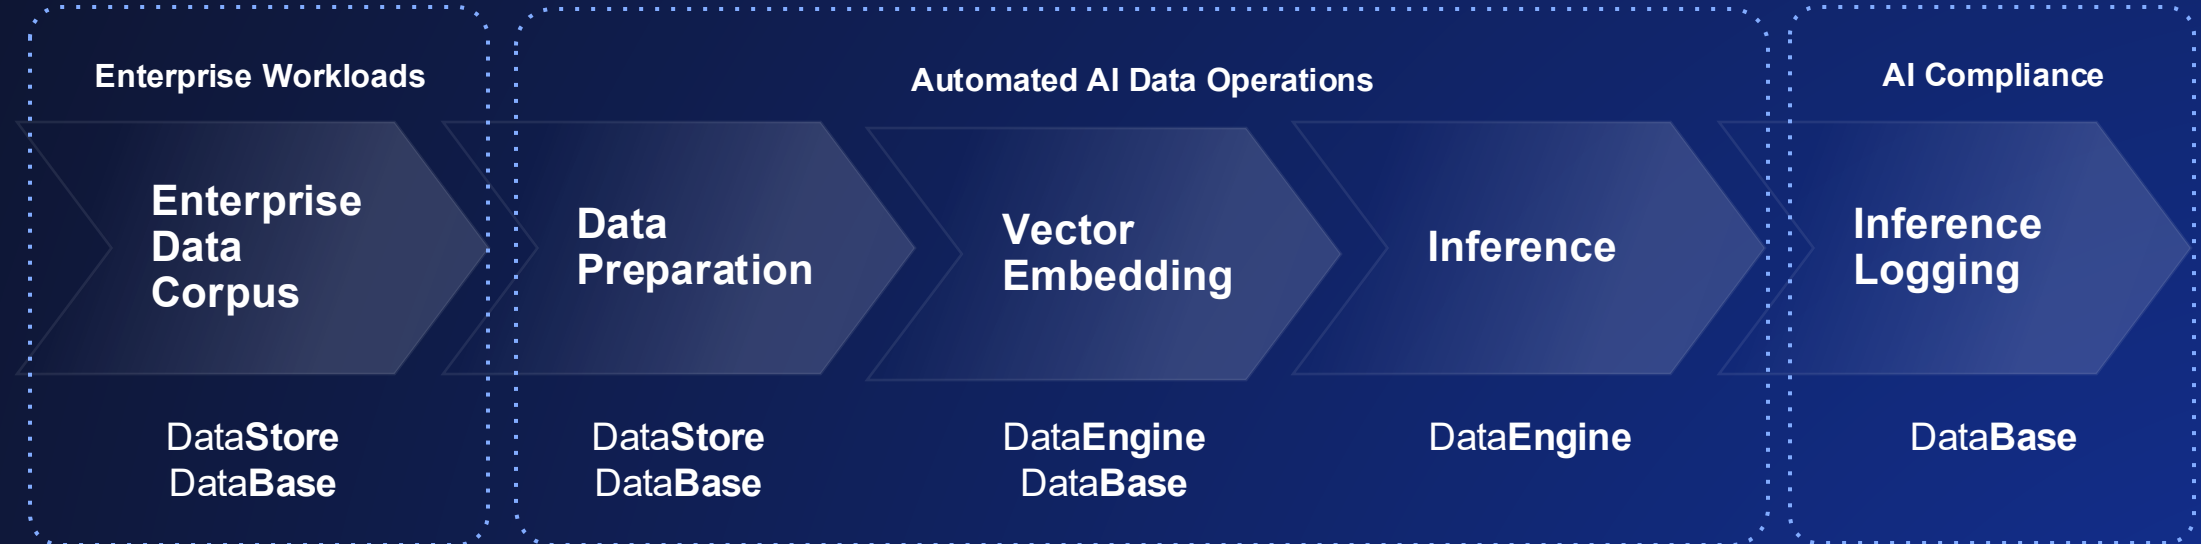 Enterprise Workloads
Automated AI Data Operations
AI Compliance
Enterprise
Data
Corpus
Data
Preparation
Vector
Embedding
Inference
Inference
Logging
DataStore
DataBase
DataStore
DataBase
DataEngine
DataBase
DataEngine
DataBase